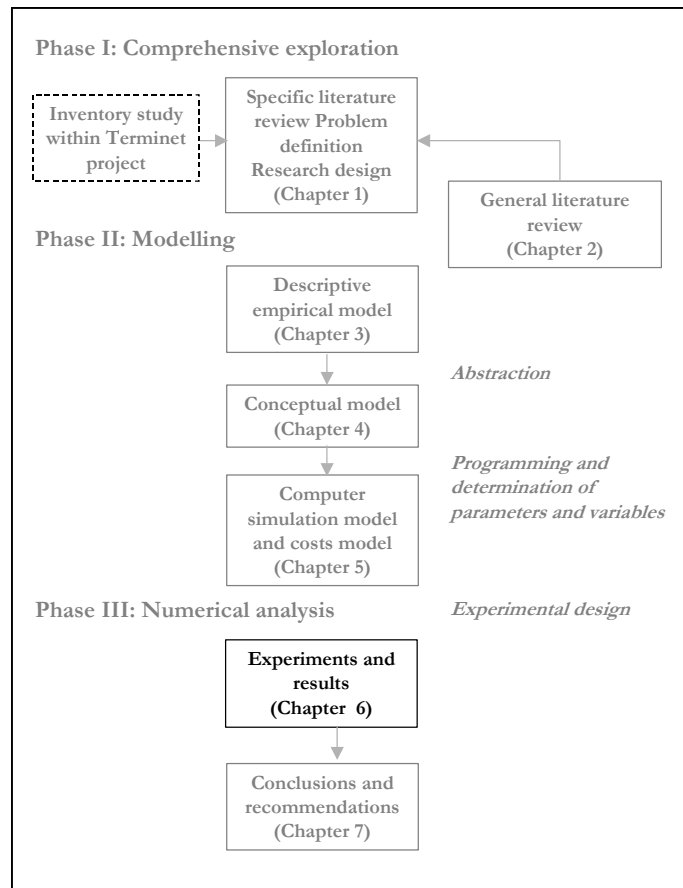 Phase I: Comprehensive exploration
Inventory study
within Terminet
project
Specific literature
review Problem
definition
Research design
(Chapter 1)
General literature
review
(Chapter 2)
Phase II: Modelling
Descriptive
empirical model
(Chapter 3)
Abstraction
Conceptual model
(Chapter 4)
Programming and
determination of
parameters and variables
Computer
simulation model
and costs model
(Chapter 5)
Phase III: Numerical analysis
Experimental design
Experiments and
results
(Chapter 6)
Conclusions and
recommendations
(Chapter 7)